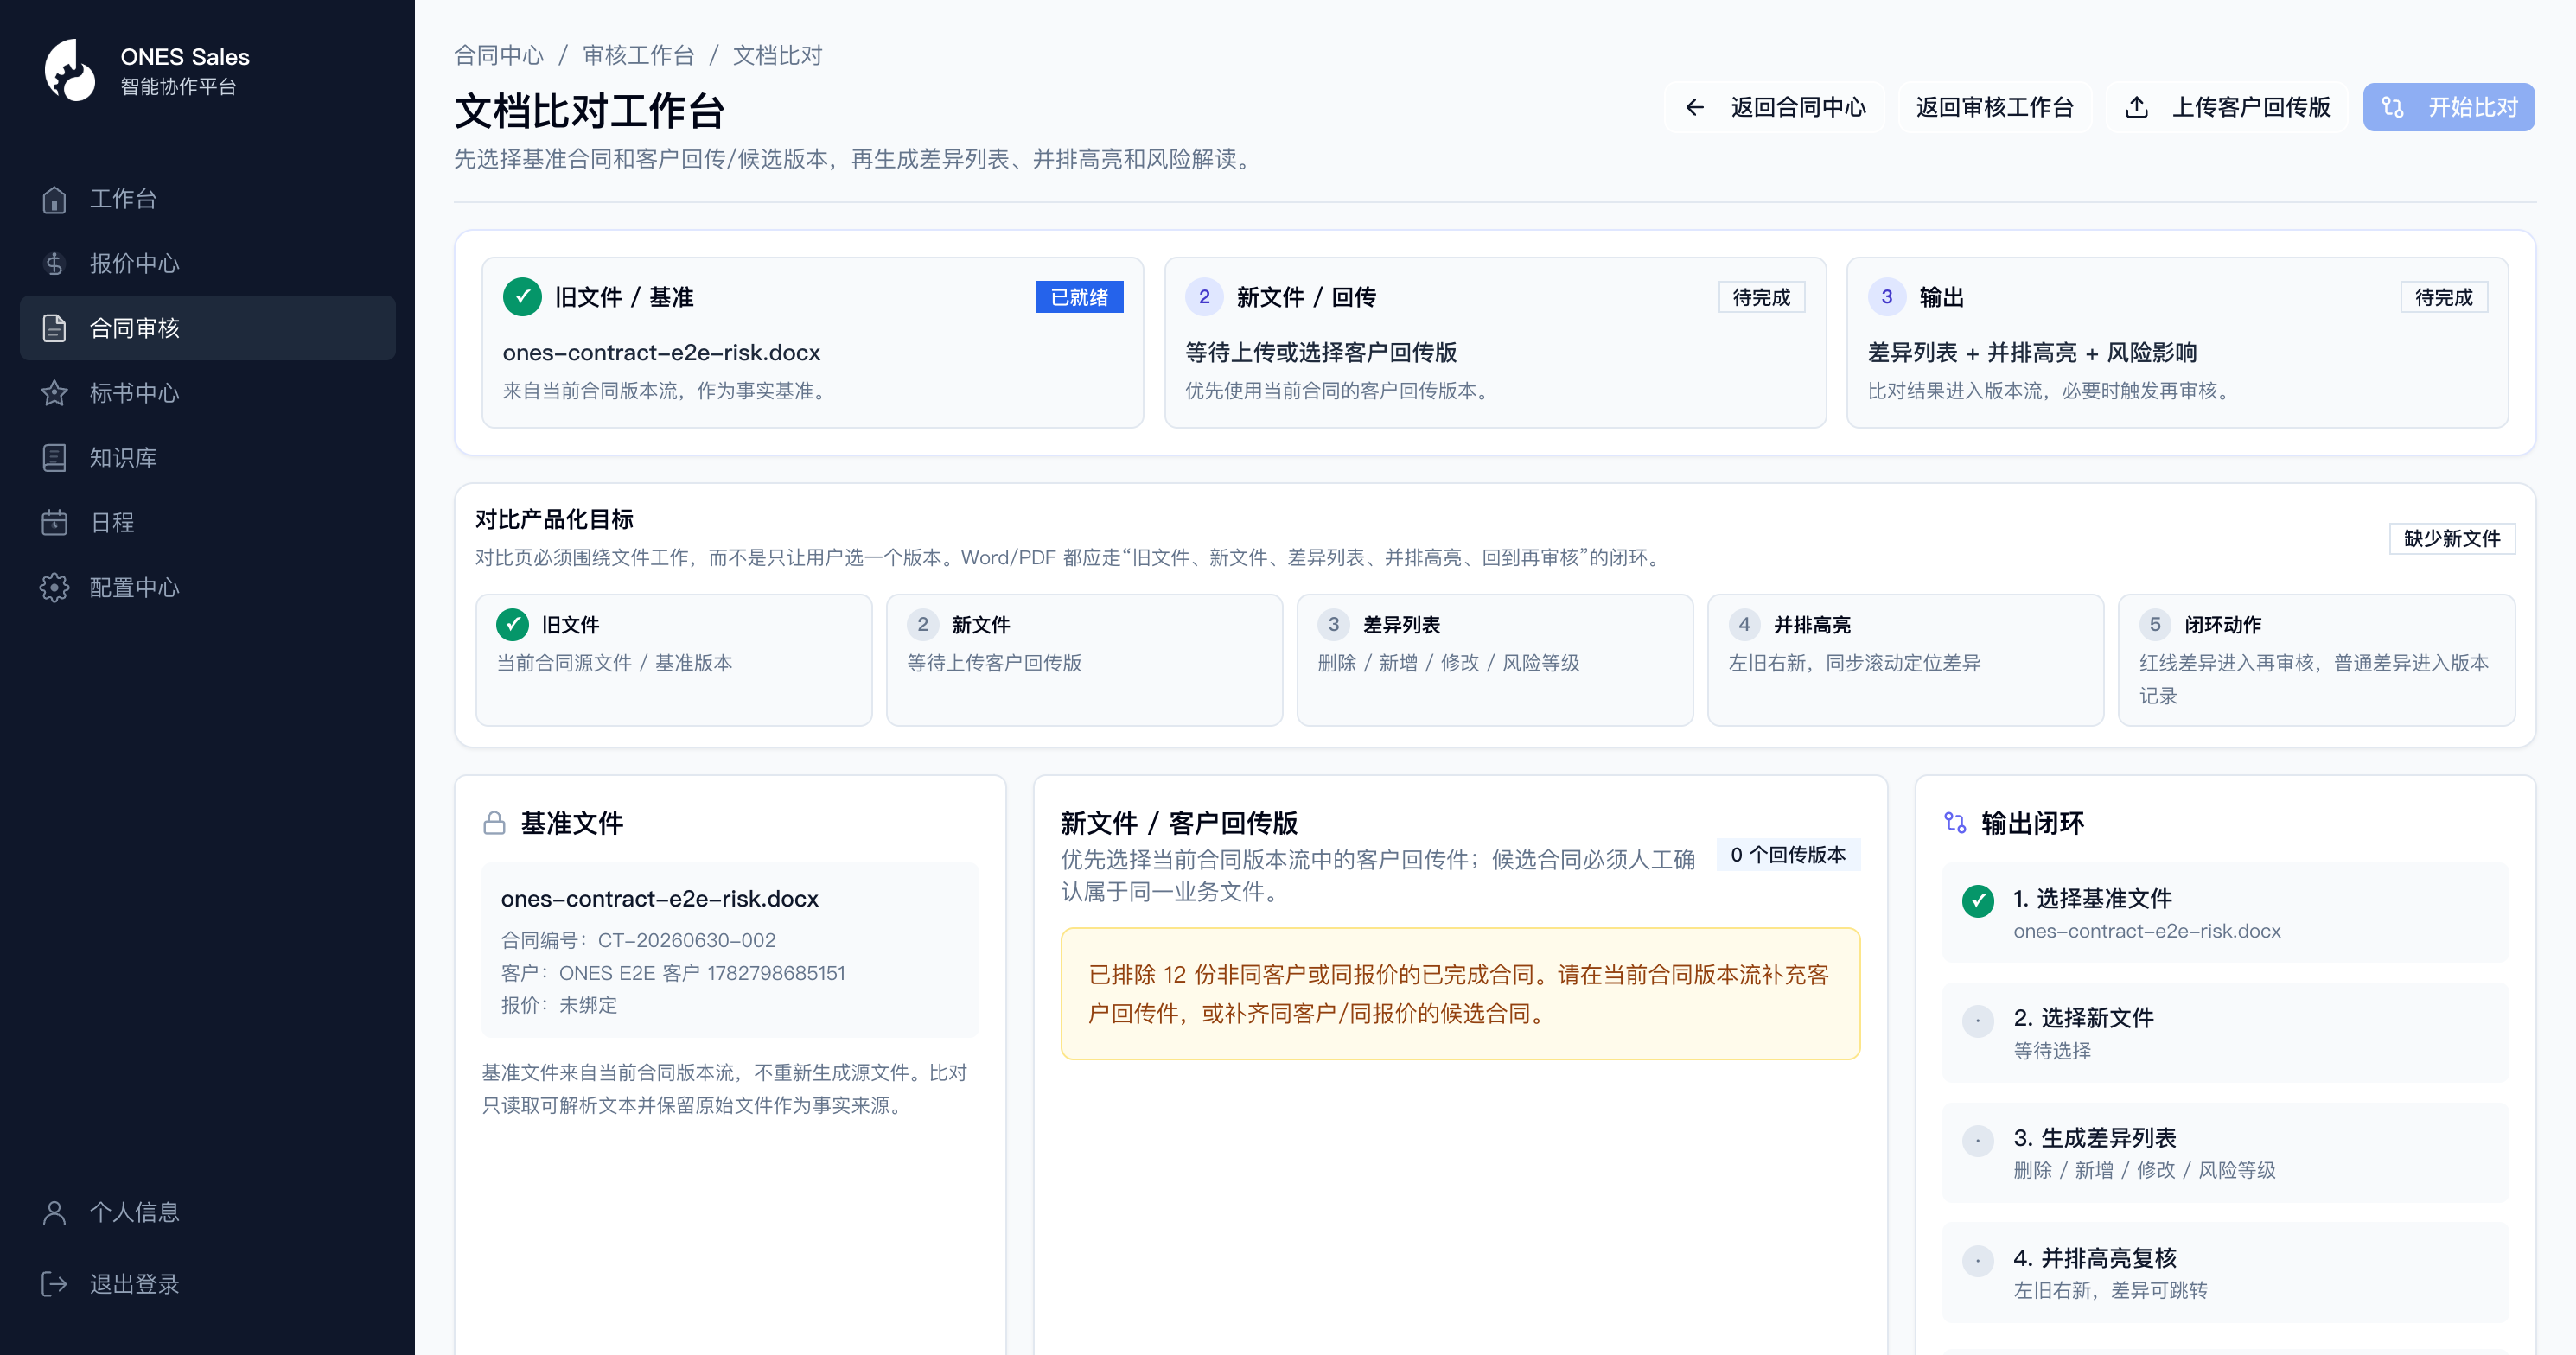 ONES Sales
智能协作平台
工作台
报价中心
合同审核
标书中心
知识库
日程
配置中心
个人信息
退出登录
合同中心 / 审核工作台 / 文档比对
文档比对工作台
先选择基准合同和客户回传/候选版本，再生成差异列表、并排高亮和风险解读。
返回合同中心
返回审核工作台
上传客户回传版
开始比对
旧文件 / 基准
已就绪
ones-contract-e2e-risk.docx
来自当前合同版本流，作为事实基准。
2
新文件 / 回传
待完成
等待上传或选择客户回传版
优先使用当前合同的客户回传版本。
3
输出
待完成
差异列表 + 并排高亮 + 风险影响
比对结果进入版本流，必要时触发再审核。
对比产品化目标
对比页必须围绕文件工作，而不是只让用户选一个版本。Word/PDF 都应走“旧文件、新文件、差异列表、并排高亮、回到再审核”的闭环。
缺少新文件
旧文件
当前合同源文件 / 基准版本
2
新文件
等待上传客户回传版
3
差异列表
删除 / 新增 / 修改 / 风险等级
4
并排高亮
左旧右新，同步滚动定位差异
5
闭环动作
红线差异进入再审核，普通差异进入版本
记录
基准文件
ones-contract-e2e-risk.docx
合同编号：CT-20260630-002
客户：ONES E2E 客户 1782798685151
报价：未绑定
基准文件来自当前合同版本流，不重新生成源文件。比对
只读取可解析文本并保留原始文件作为事实来源。
新文件 / 客户回传版
优先选择当前合同版本流中的客户回传件；候选合同必须人工确
认属于同一业务文件。
0 个回传版本
已排除 12 份非同客户或同报价的已完成合同。请在当前合同版本流补充客
户回传件，或补齐同客户/同报价的候选合同。
输出闭环
1. 选择基准文件
ones-contract-e2e-risk.docx
2. 选择新文件
等待选择
3. 生成差异列表
删除 / 新增 / 修改 / 风险等级
4. 并排高亮复核
左旧右新，差异可跳转